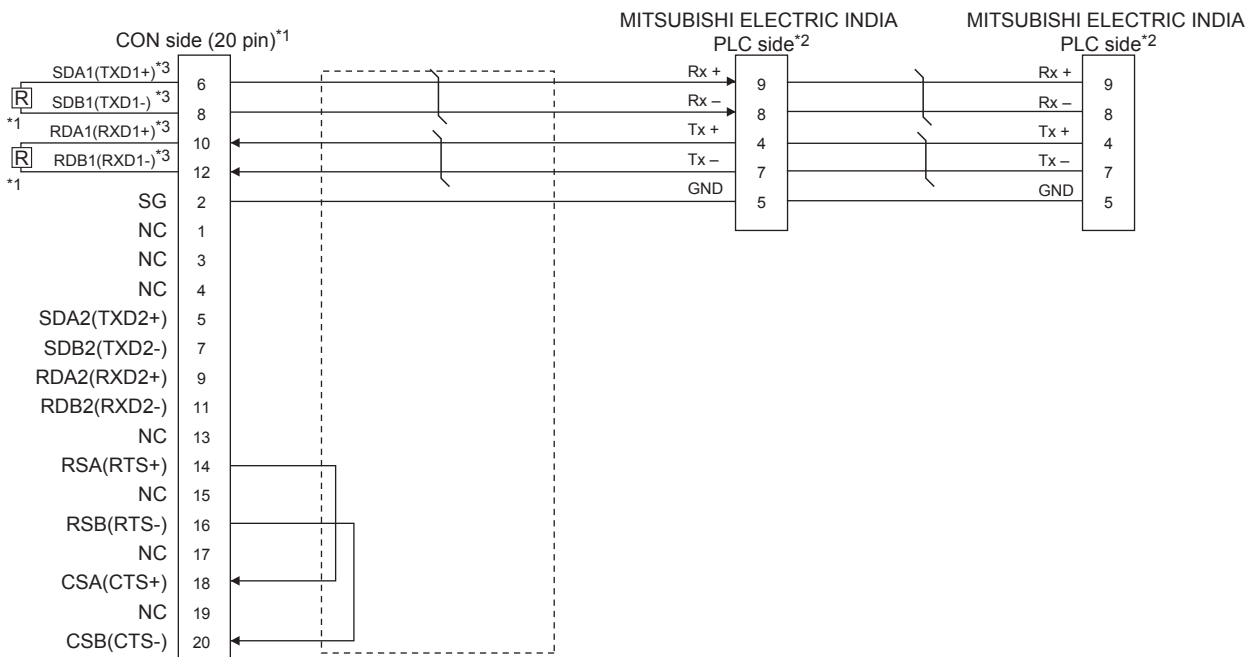 MITSUBISHI ELECTRIC INDIA
PLC side*2
MITSUBISHI ELECTRIC INDIA
PLC side*2
CON side (20 pin)*1
SDA1(TXD1+)*3 6 Rx + 9 Rx + 9
R
SDB1(TXD1-) *3 8 Rx – 8 Rx – 8
*1
RDA1(RXD1+)*3 10 Tx + 4 Tx + 4
R
RDB1(RXD1-)*3 12 Tx – 7 Tx – 7
*1
SG 2 GND 5 GND 5
NC 1
NC 3
NC 4
SDA2(TXD2+) 5
SDB2(TXD2-) 7
RDA2(RXD2+) 9
RDB2(RXD2-) 11
NC 13
RSA(RTS+) 14
NC 15
RSB(RTS-) 16
NC 17
CSA(CTS+) 18
NC 19
CSB(CTS-) 20